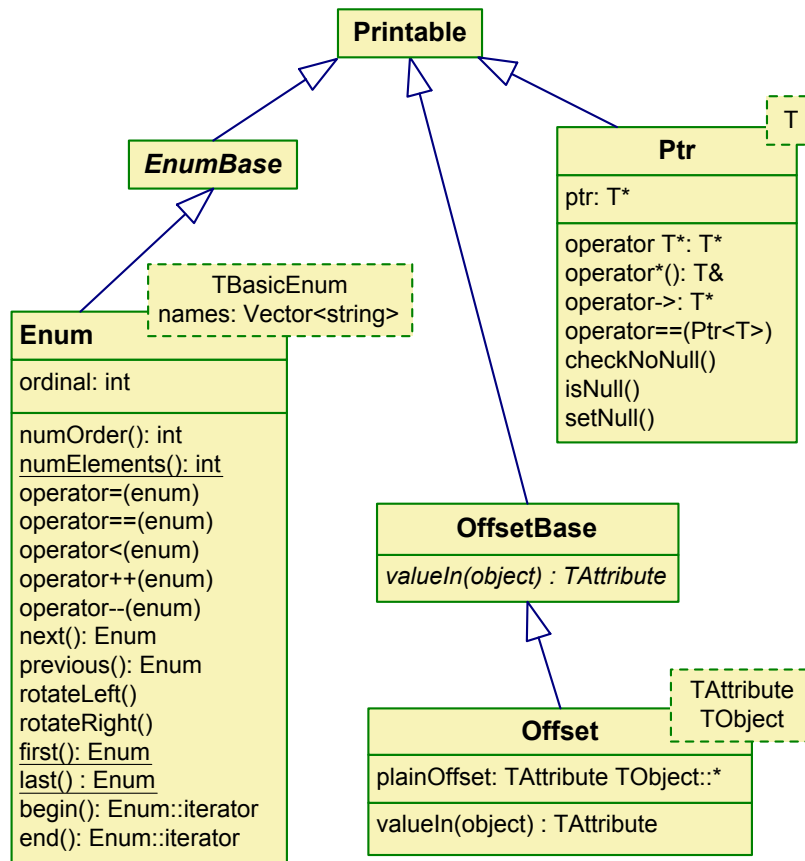 Printable
EnumBase
T
Ptr
ptr: T*
operator T*: T*
operator*(): T&
operator->: T*
operator==(Ptr<T>)
checkNoNull()
isNull()
setNull()
TBasicEnum
names: Vector<string>
Enum
ordinal: int
numOrder(): int
numElements(): int
operator=(enum)
operator==(enum)
operator<(enum)
operator++(enum)
operator--(enum)
next(): Enum
previous(): Enum
rotateLeft()
rotateRight()
first(): Enum
last() : Enum
begin(): Enum::iterator
end(): Enum::iterator
OffsetBase
valueIn(object) : TAttribute
TAttribute
TObject
Offset
plainOffset: TAttribute TObject::*
valueIn(object) : TAttribute